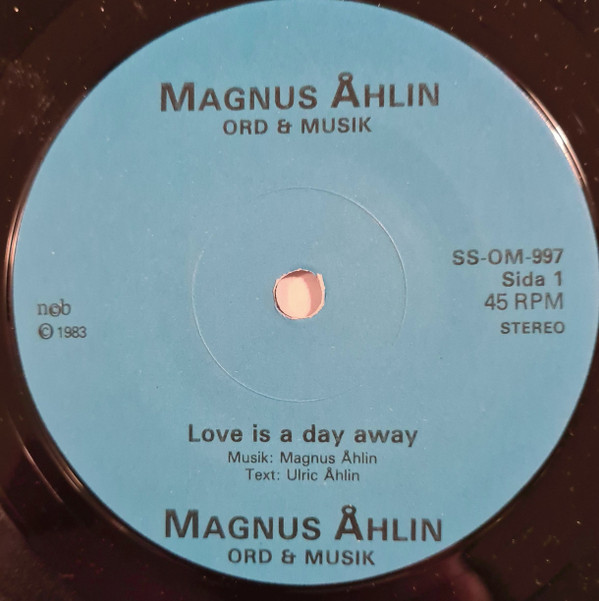 MAGNUS ÅHLIN
ORD & MUSIK
SS-OM-997
Sida 1
45 RPM
STEREO
ncb
© 1983
Love is a day away
Musik: Magnus Åhlin
Text: Ulric Åhlin
MAGNUS ÅHLIN
ORD & MUSIK